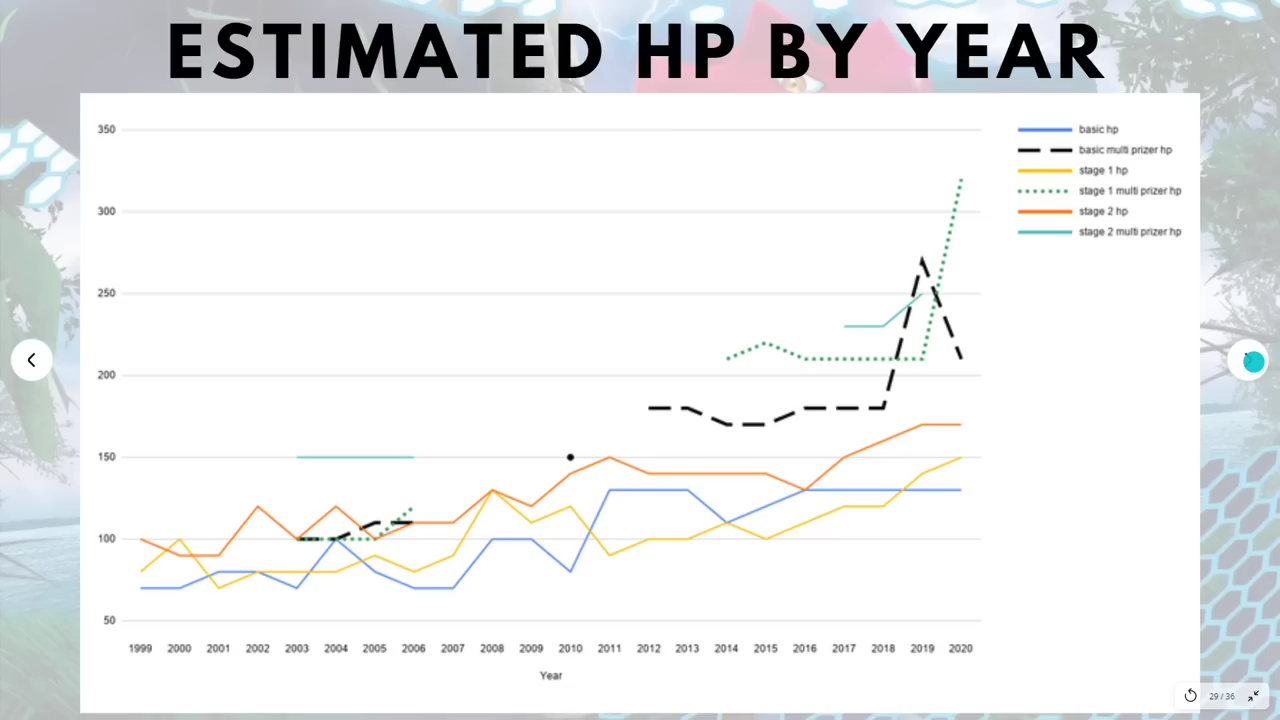 ESTIMATED HP BY YEAR
350
300
250
200
150
100
50
1999 2000 2001 2002 2003 2004 2005 2006 2007 2008 2009 2010 2011 2012 2013 2014 2015 2016 2017 2018 2019 2020
Year
basic hp
basic multi prizer hp
stage 1 hp
stage 1 multi prizer hp
stage 2 hp
stage 2 multi prizer hp
29 / 36